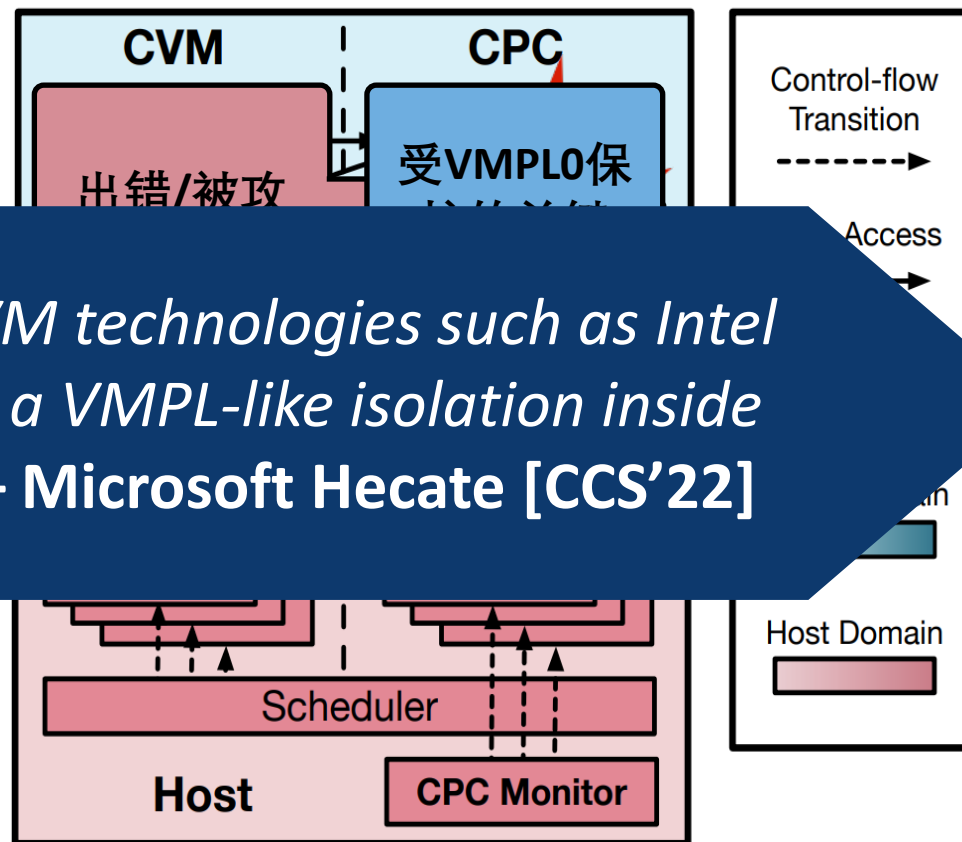 CVM
CPC
出错/被攻
受VMPL0保
Control-flow
Transition
Access
technologies such as Intel
a VMPL-like isolation inside
- Microsoft Hecate [CCS’22]
Host Domain
Scheduler
Host
CPC Monitor